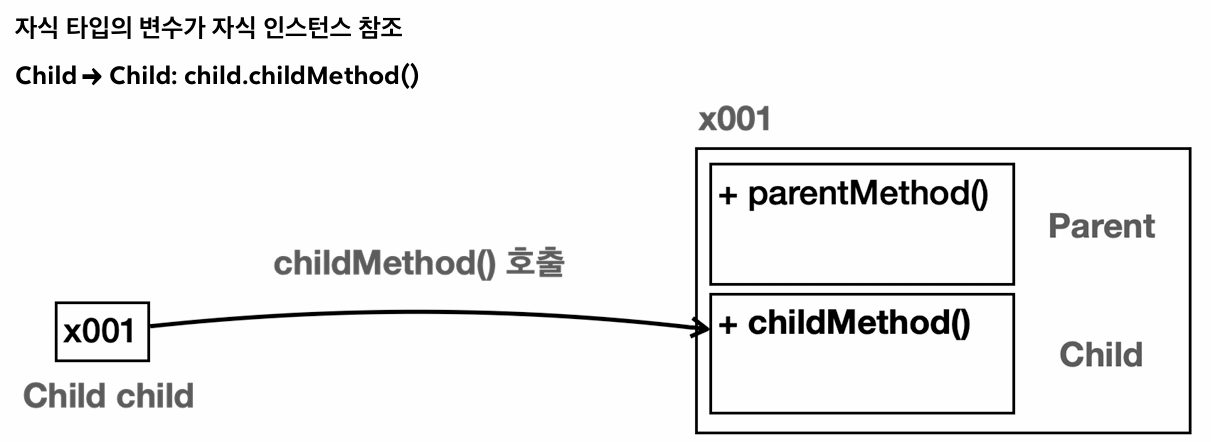 자식 타입의 변수가 자식 인스턴스 참조
Child → Child: child.childMethod()
x001
+ parentMethod()
Parent
childMethod() 호출
x001
+ childMethod()
Child
Child child